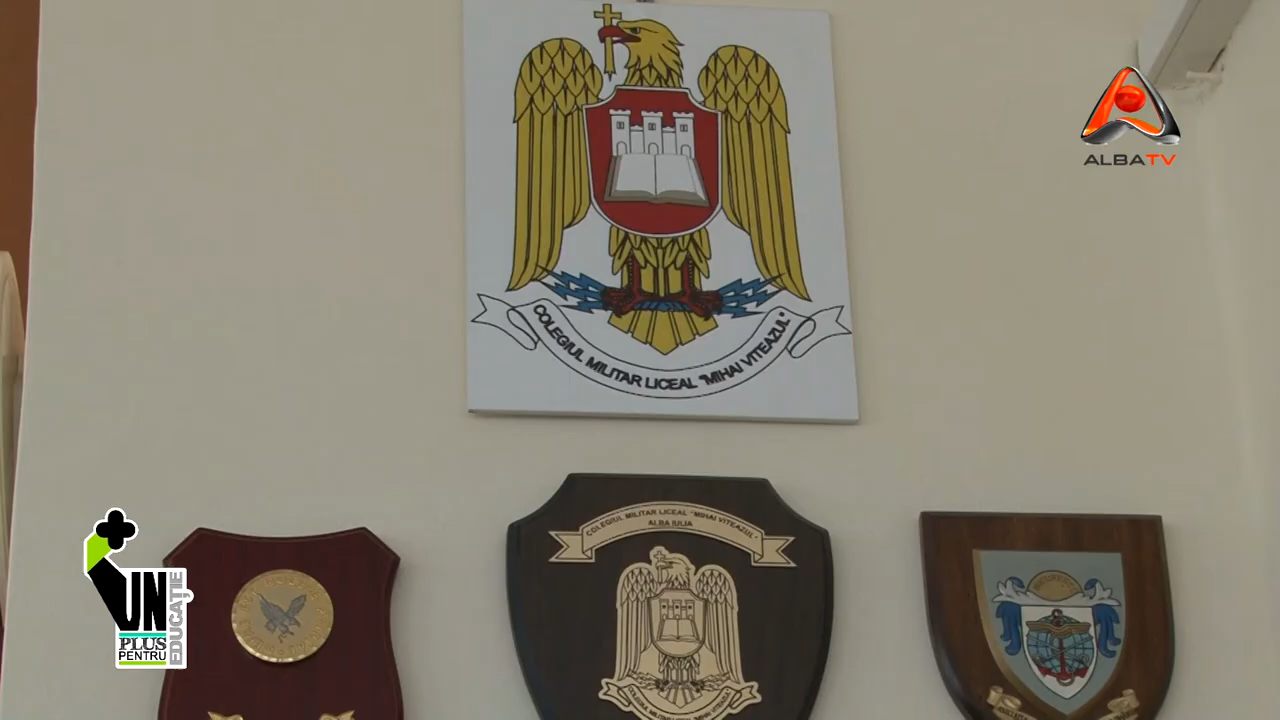 ALBATV
COLEGIUL MILITAR LICEAL "MIHAI VITEAZUL"
COLEGIUL MILITAR LICEAL "MIHAI VITEAZUL"
ALBA IULIA
UN
PLUS
PENTRU
EDUCAȚIE